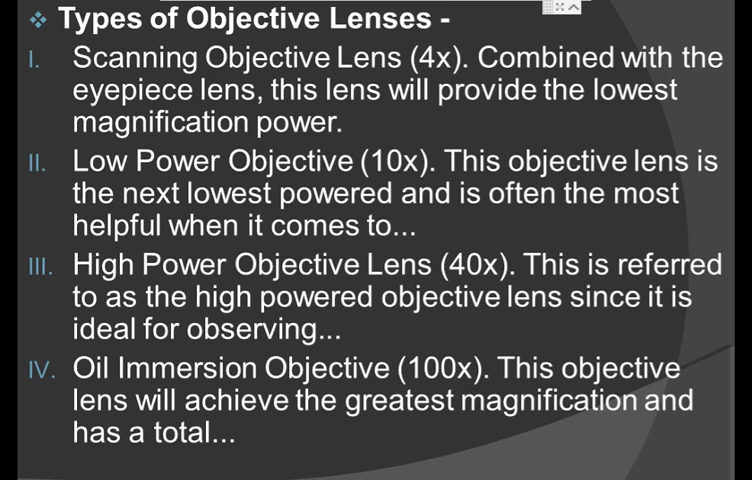 ❖ Types of Objective Lenses -
I. Scanning Objective Lens (4x). Combined with the
eyepiece lens, this lens will provide the lowest
magnification power.
II. Low Power Objective (10x). This objective lens is
the next lowest powered and is often the most
helpful when it comes to...
III. High Power Objective Lens (40x). This is referred
to as the high powered objective lens since it is
ideal for observing...
IV. Oil Immersion Objective (100x). This objective
lens will achieve the greatest magnification and
has a total...